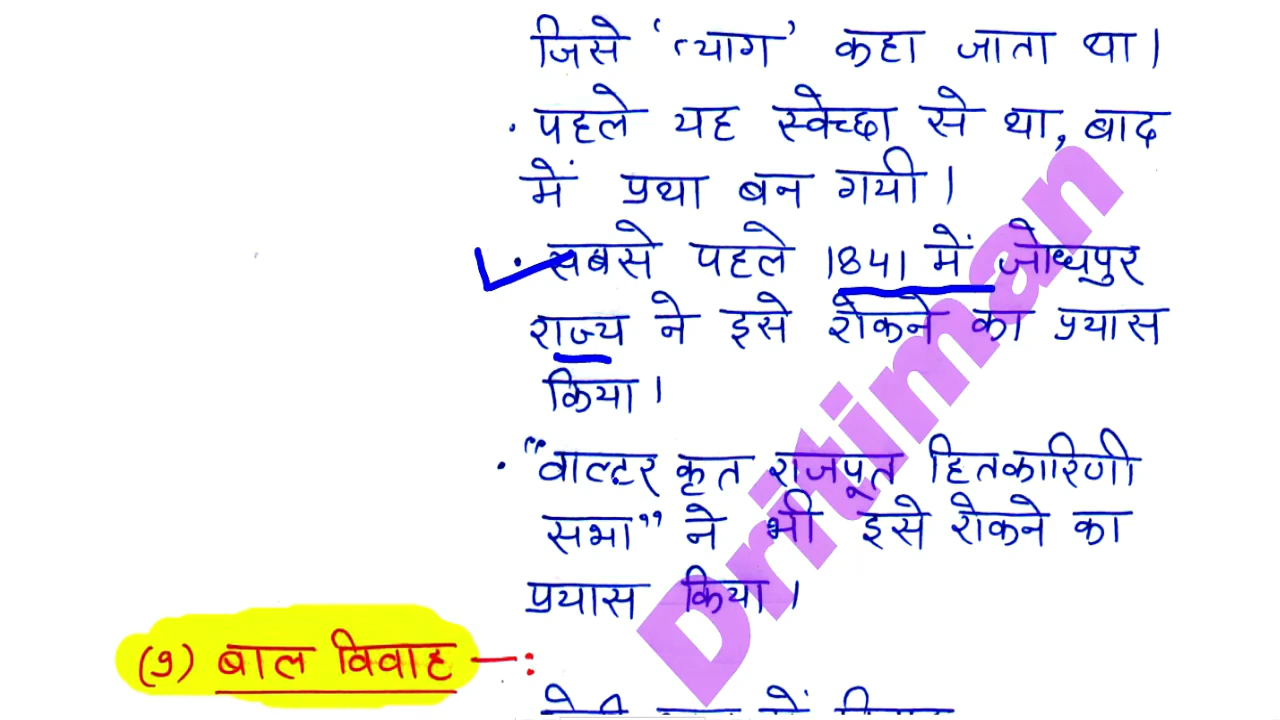 जिसे 'त्याग' कहा जाता था।
· पहले यह स्वेच्छा से था, बाद
में प्रथा बन गयी।
· सबसे पहले 1841 में जोधपुर
राज्य ने इसे रोकने का प्रयास
किया।
· "वाल्टर कृत राजपूत हितकारिणी
सभा" ने भी इसे रोकने का
प्रयास किया।
(9) बाल विवाह —:
Dritiman